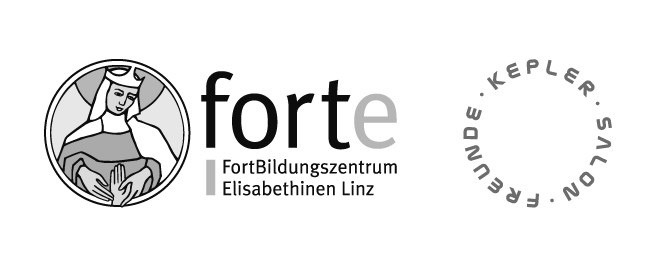 forte
FortBildungszentrum
Elisabethinen Linz
KEPLER · SALON · FREUNDE ·